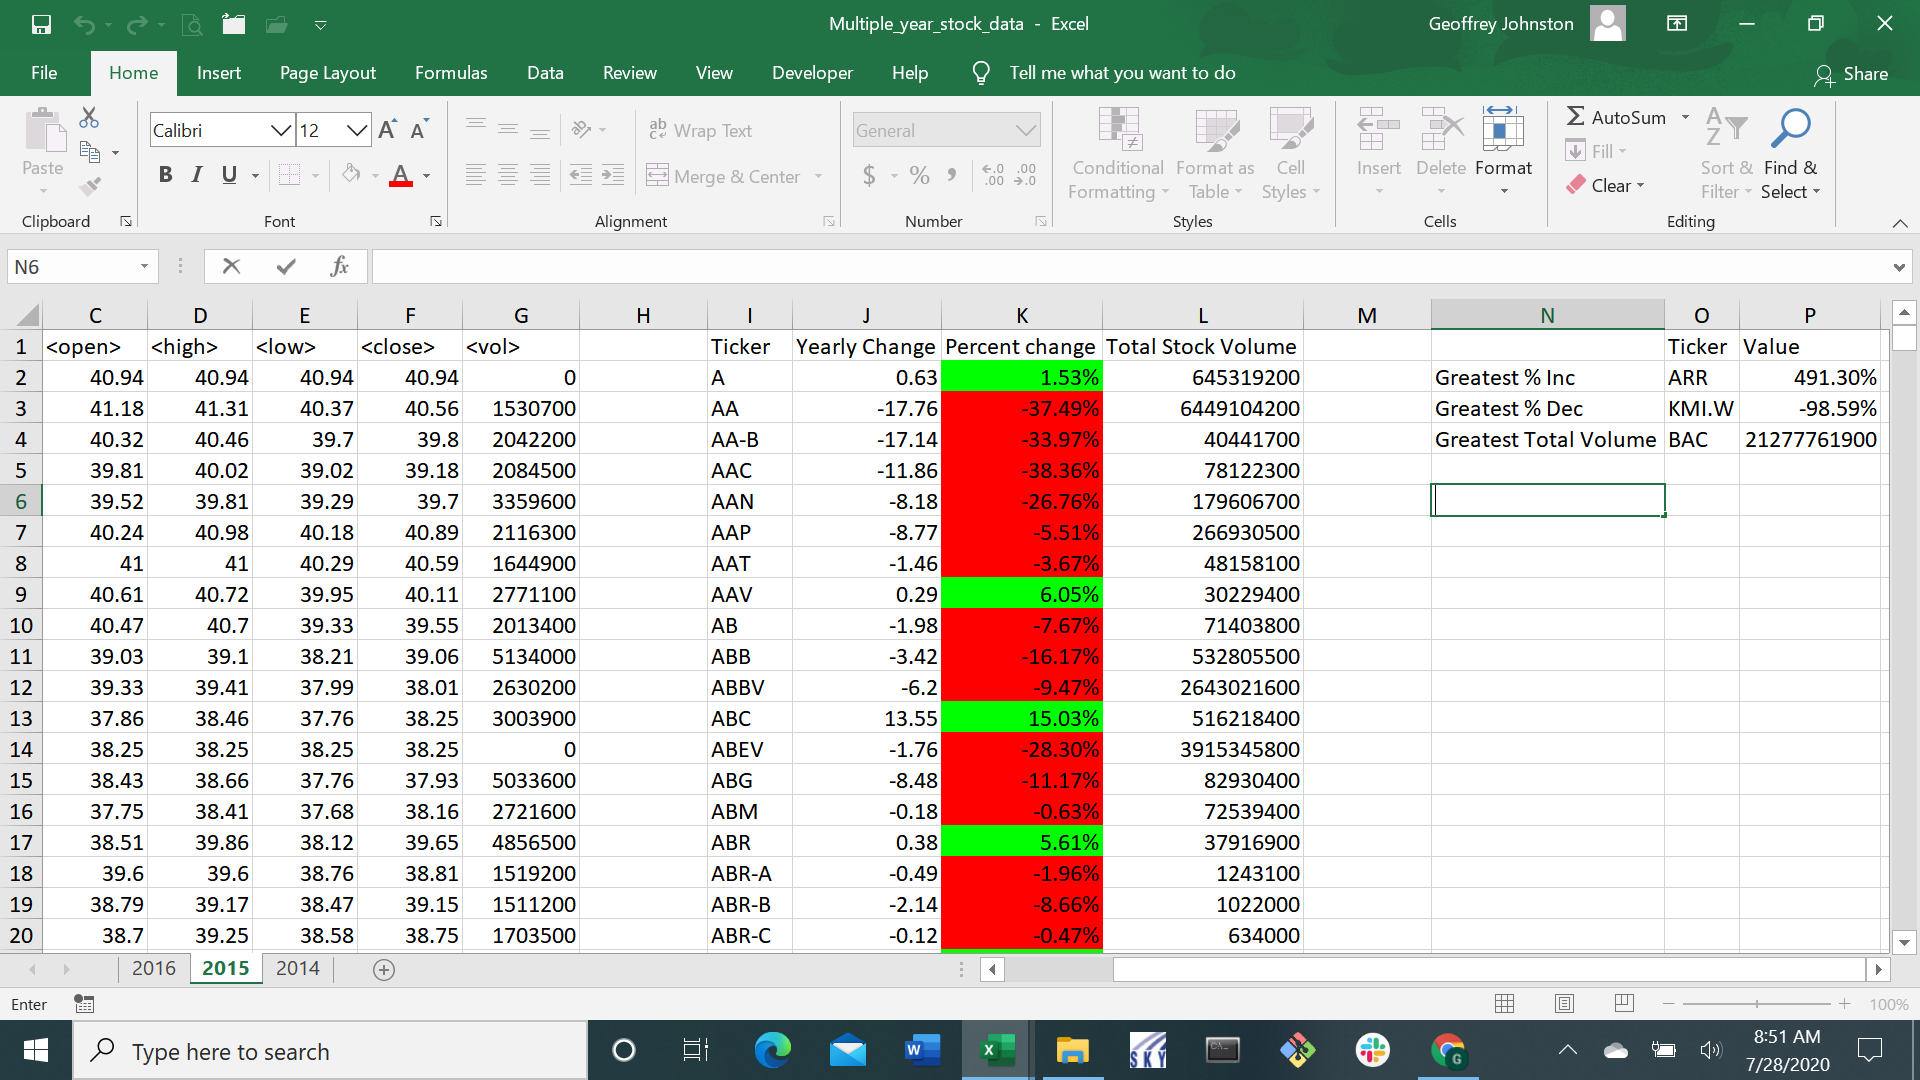 Multiple_year_stock_data - Excel
Geoffrey Johnston
File Home Insert Page Layout Formulas Data Review View Developer Help Tell me what you want to do Share
Paste
Clipboard
Calibri 12 A A
B I U A
Font
ab Wrap Text
Merge & Center
Alignment
General
$ % , .00 .00
Number
Conditional Formatting
Format as Table
Cell Styles
Styles
Insert Delete Format
Cells
AutoSum
Fill
Clear
Sort & Filter
Find & Select
Editing
N6 fx
C D E F G H I J K L M N O P
1 <open> <high> <low> <close> <vol> Ticker Yearly Change Percent change Total Stock Volume Ticker Value
2 40.94 40.94 40.94 40.94 0 A 0.63 1.53% 645319200 Greatest % Inc ARR 491.30%
3 41.18 41.31 40.37 40.56 1530700 AA -17.76 -37.49% 6449104200 Greatest % Dec KMI.W -98.59%
4 40.32 40.46 39.7 39.8 2042200 AA-B -17.14 -33.97% 40441700 Greatest Total Volume BAC 21277761900
5 39.81 40.02 39.02 39.18 2084500 AAC -11.86 -38.36% 78122300
6 39.52 39.81 39.29 39.7 3359600 AAN -8.18 -26.76% 179606700
7 40.24 40.98 40.18 40.89 2116300 AAP -8.77 -5.51% 266930500
8 41 41 40.29 40.59 1644900 AAT -1.46 -3.67% 48158100
9 40.61 40.72 39.95 40.11 2771100 AAV 0.29 6.05% 30229400
10 40.47 40.7 39.33 39.55 2013400 AB -1.98 -7.67% 71403800
11 39.03 39.1 38.21 39.06 5134000 ABB -3.42 -16.17% 532805500
12 39.33 39.41 37.99 38.01 2630200 ABBV -6.2 -9.47% 2643021600
13 37.86 38.46 37.76 38.25 3003900 ABC 13.55 15.03% 516218400
14 38.25 38.25 38.25 38.25 0 ABEV -1.76 -28.30% 3915345800
15 38.43 38.66 37.76 37.93 5033600 ABG -8.48 -11.17% 82930400
16 37.75 38.41 37.68 38.16 2721600 ABM -0.18 -0.63% 72539400
17 38.51 39.86 38.12 39.65 4856500 ABR 0.38 5.61% 37916900
18 39.6 39.6 38.76 38.81 1519200 ABR-A -0.49 -1.96% 1243100
19 38.79 39.17 38.47 39.15 1511200 ABR-B -2.14 -8.66% 1022000
20 38.7 39.25 38.58 38.75 1703500 ABR-C -0.12 -0.47% 634000
2016 2015 2014
Enter 100%
Type here to search
SKY
8:51 AM
7/28/2020